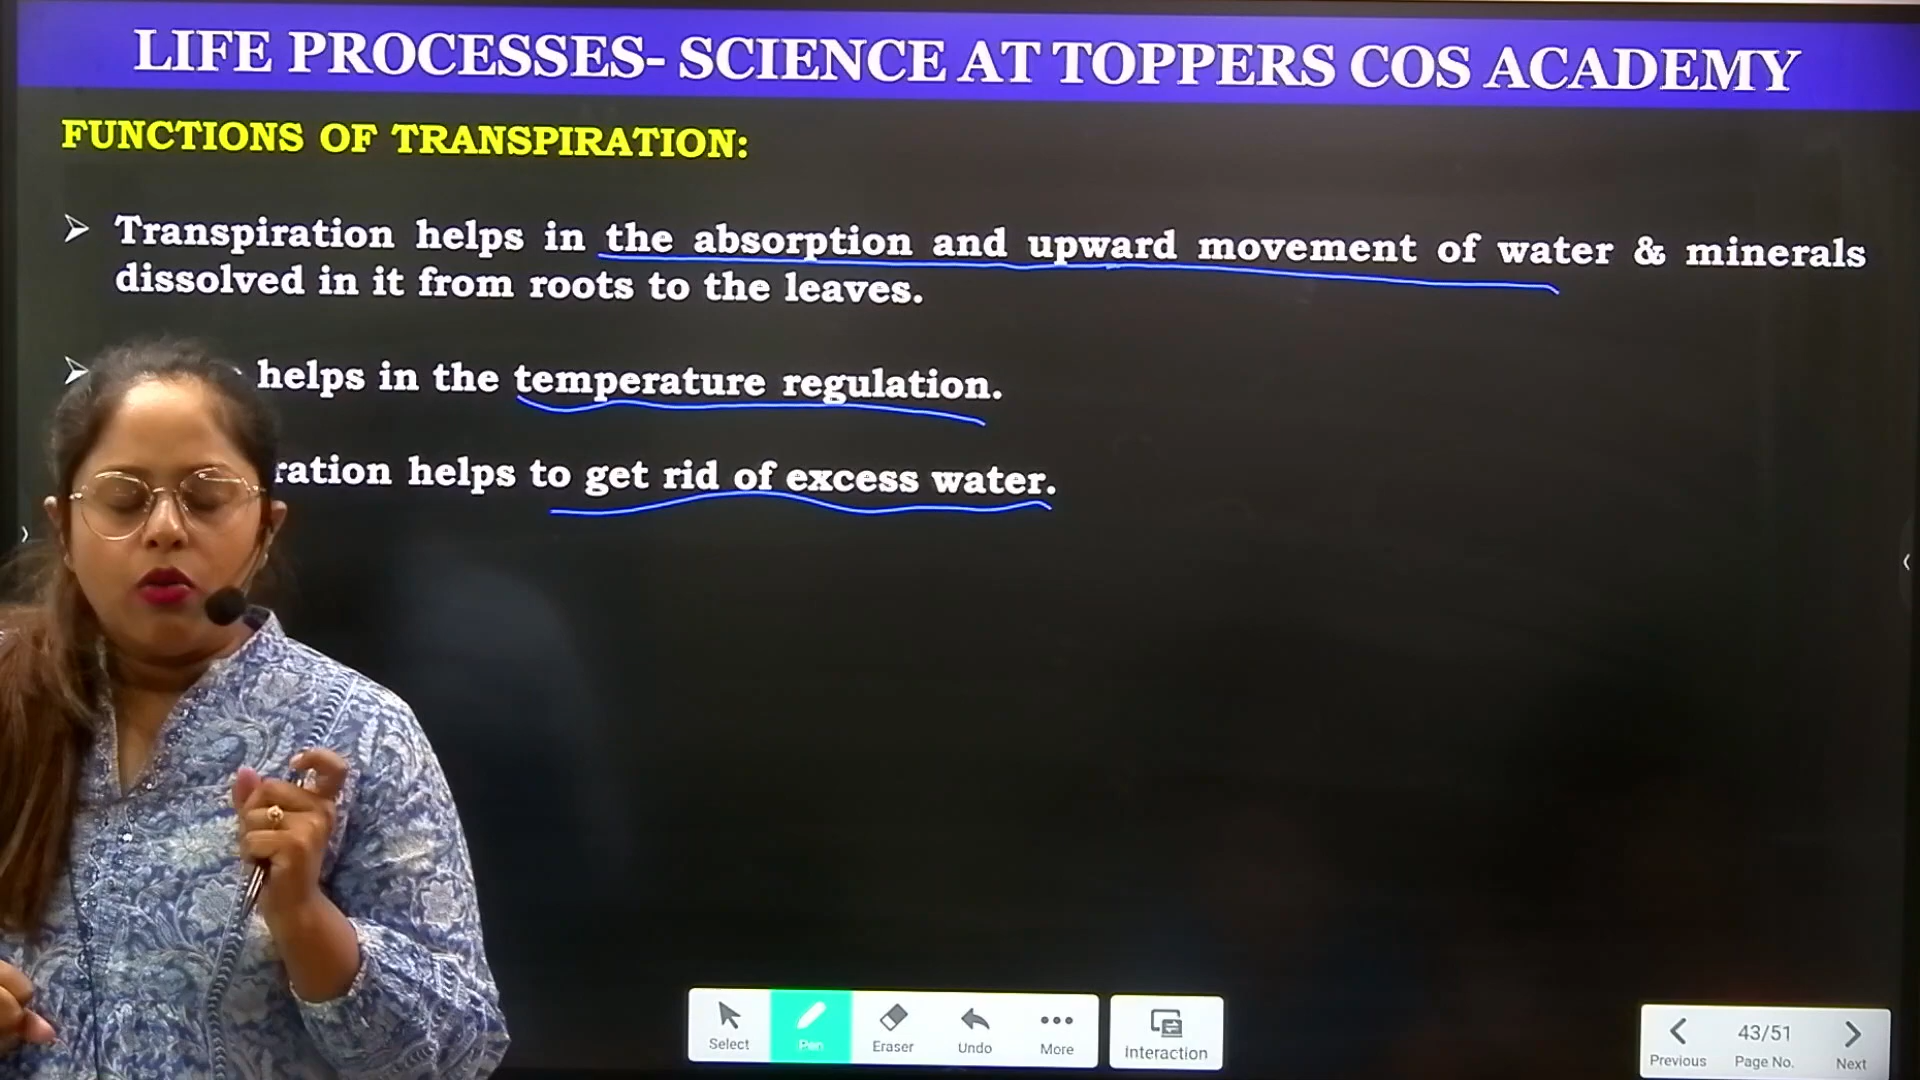 LIFE PROCESSES- SCIENCE AT TOPPERS COS ACADEMY
FUNCTIONS OF TRANSPIRATION:
➢ Transpiration helps in the absorption and upward movement of water & minerals
dissolved in it from roots to the leaves.
➢ helps in the temperature regulation.
ration helps to get rid of excess water.
Select Pen Eraser Undo More Interaction
43/51
Previous Page No. Next